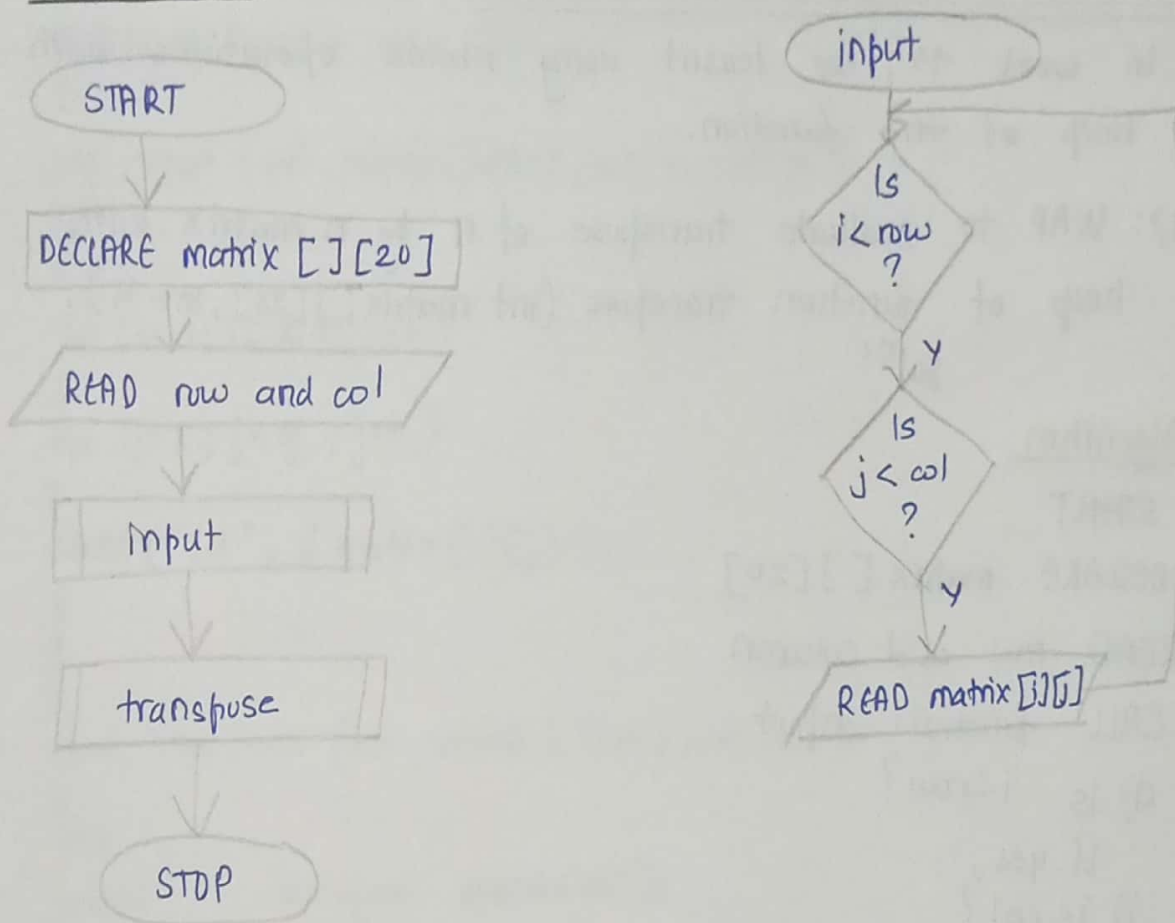 START
DECLARE matrix [ ] [20]
READ row and col
input
transpose
STOP
input
Is
i < row
?
Y
Is
j < col
?
Y
READ matrix [i][j]